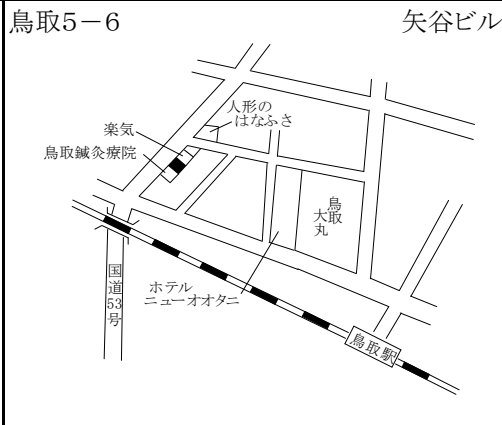 鳥取5－6
矢谷ビル
人形の
はなふさ
楽気
鳥取鍼灸療院
鳥取
大丸
国道53号
ホテル
ニューオオタニ
鳥取駅